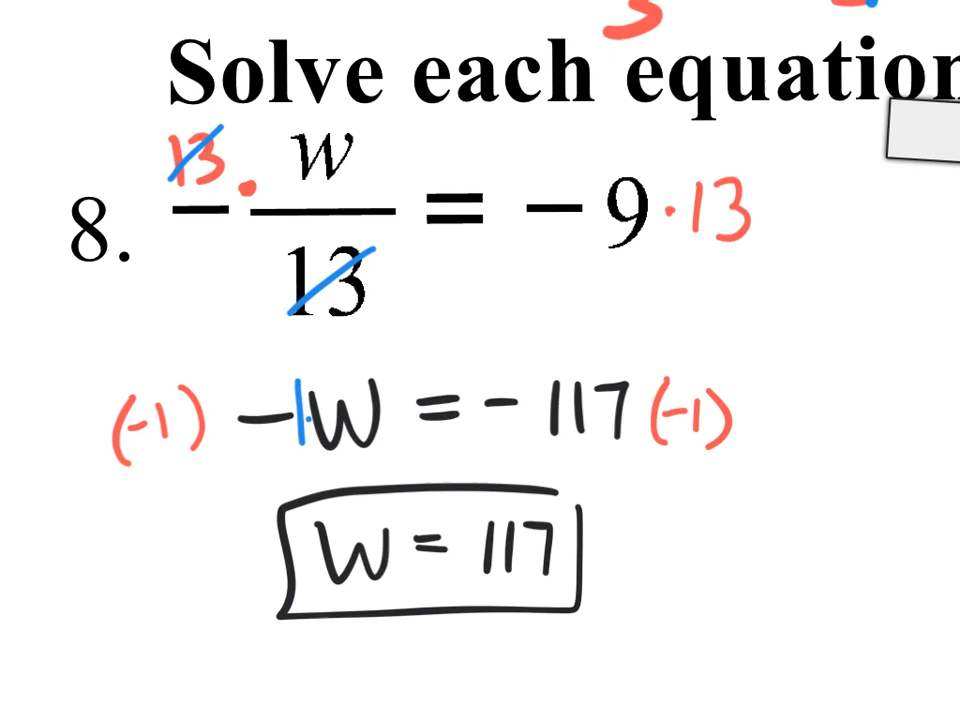 Solve each equation
8. 13 · - w/13 = - 9 · 13
(-1) -1·W = -117 (-1)
W = 117